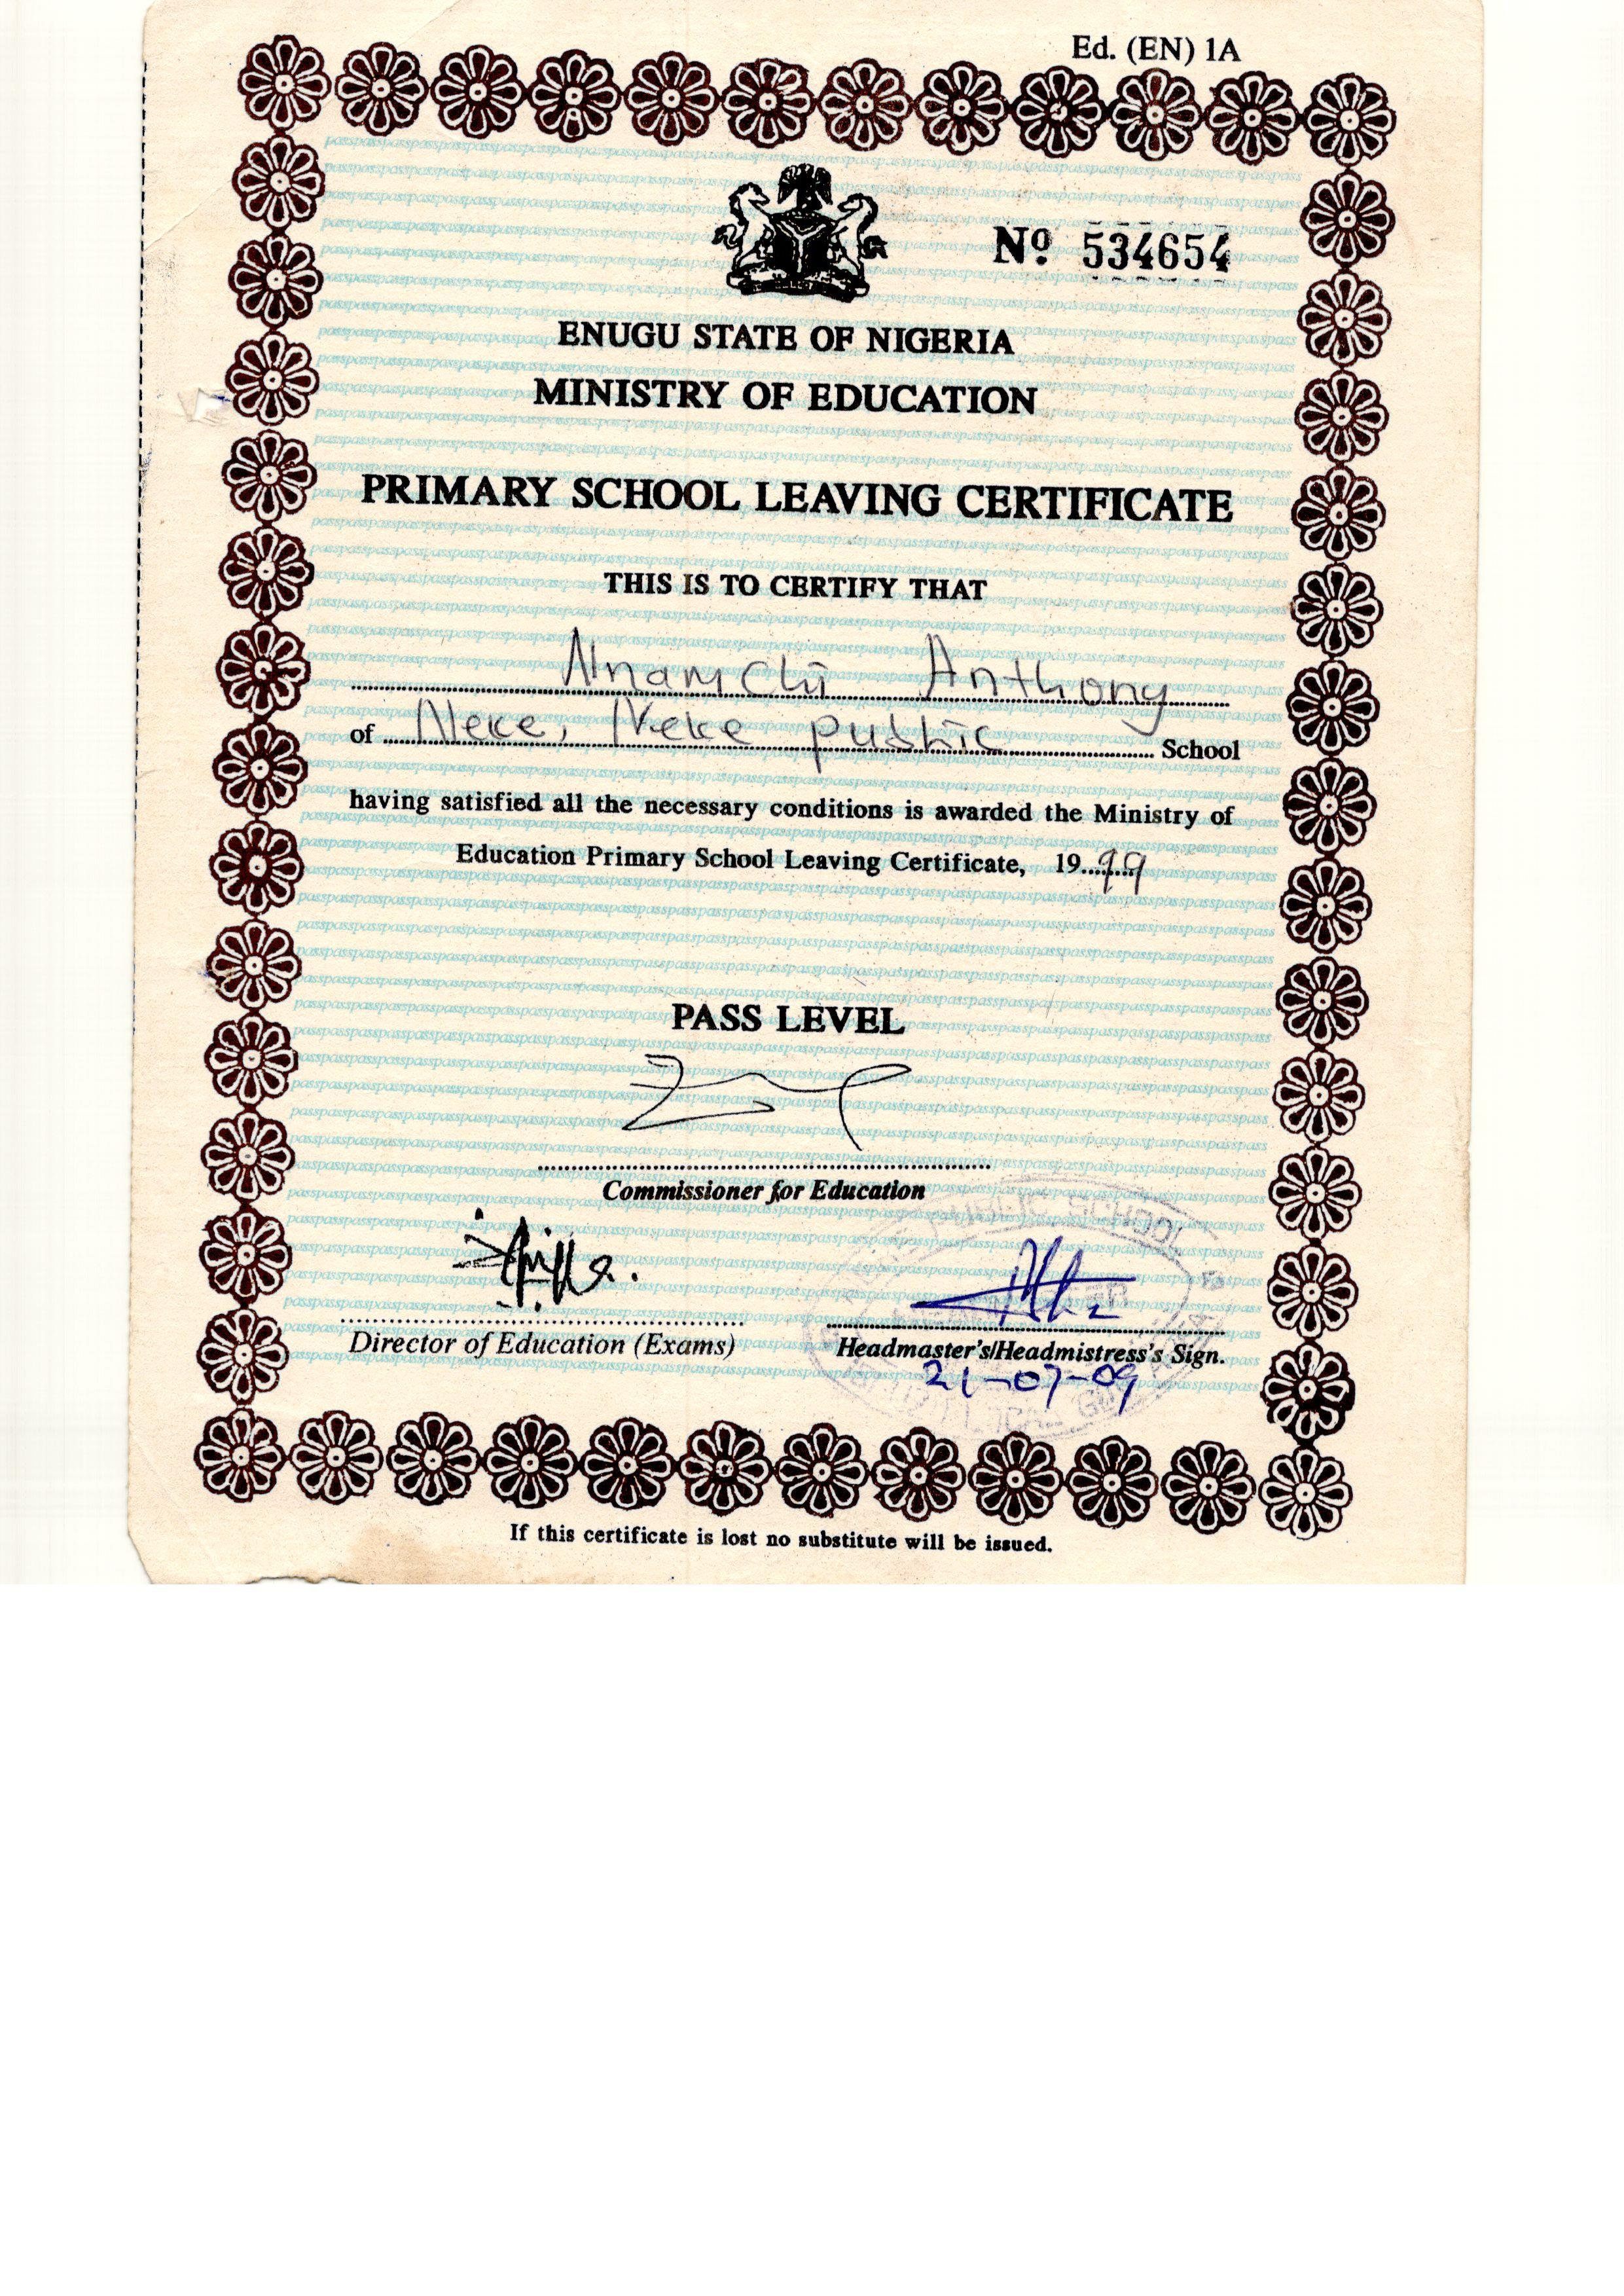 Ed. (EN) 1A
Nº 534654
ENUGU STATE OF NIGERIA
MINISTRY OF EDUCATION
PRIMARY SCHOOL LEAVING CERTIFICATE
THIS IS TO CERTIFY THAT
Nnamchi Anthony
of Neke, Neke public School
having satisfied all the necessary conditions is awarded the Ministry of
Education Primary School Leaving Certificate, 19 99
PASS LEVEL
Commissioner for Education
Director of Education (Exams)
Headmaster's/Headmistress's Sign.
21-07-09
If this certificate is lost no substitute will be issued.